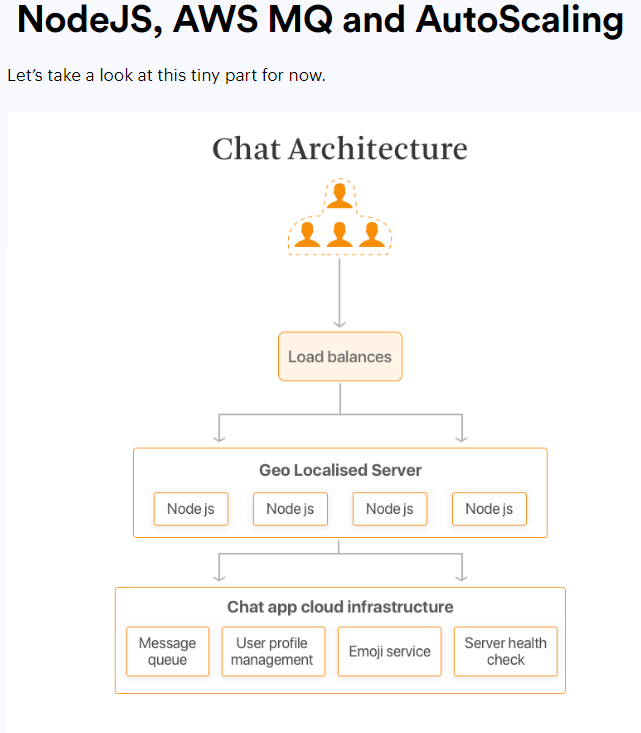 NodeJS, AWS MQ and AutoScaling
Let’s take a look at this tiny part for now.
Chat Architecture
Load balances
Geo Localised Server
Node js
Node js
Node js
Node js
Chat app cloud infrastructure
Message
queue
User profile
management
Emoji service
Server health
check